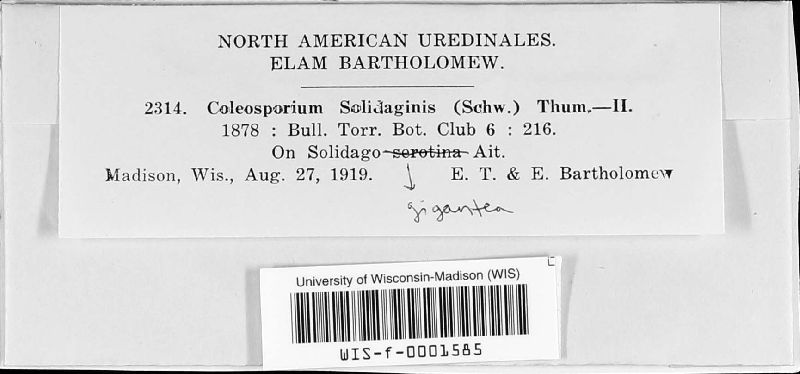 NORTH AMERICAN UREDINALES.
ELAM BARTHOLOMEW.
2314. Coleosporium Solidaginis (Schw.) Thum.—II.
1878 : Bull. Torr. Bot. Club 6 : 216.
On Solidago serotina Ait.
Madison, Wis., Aug. 27, 1919. E. T. & E. Bartholomew
gigantea
University of Wisconsin-Madison (WIS)
WIS-f-0001585